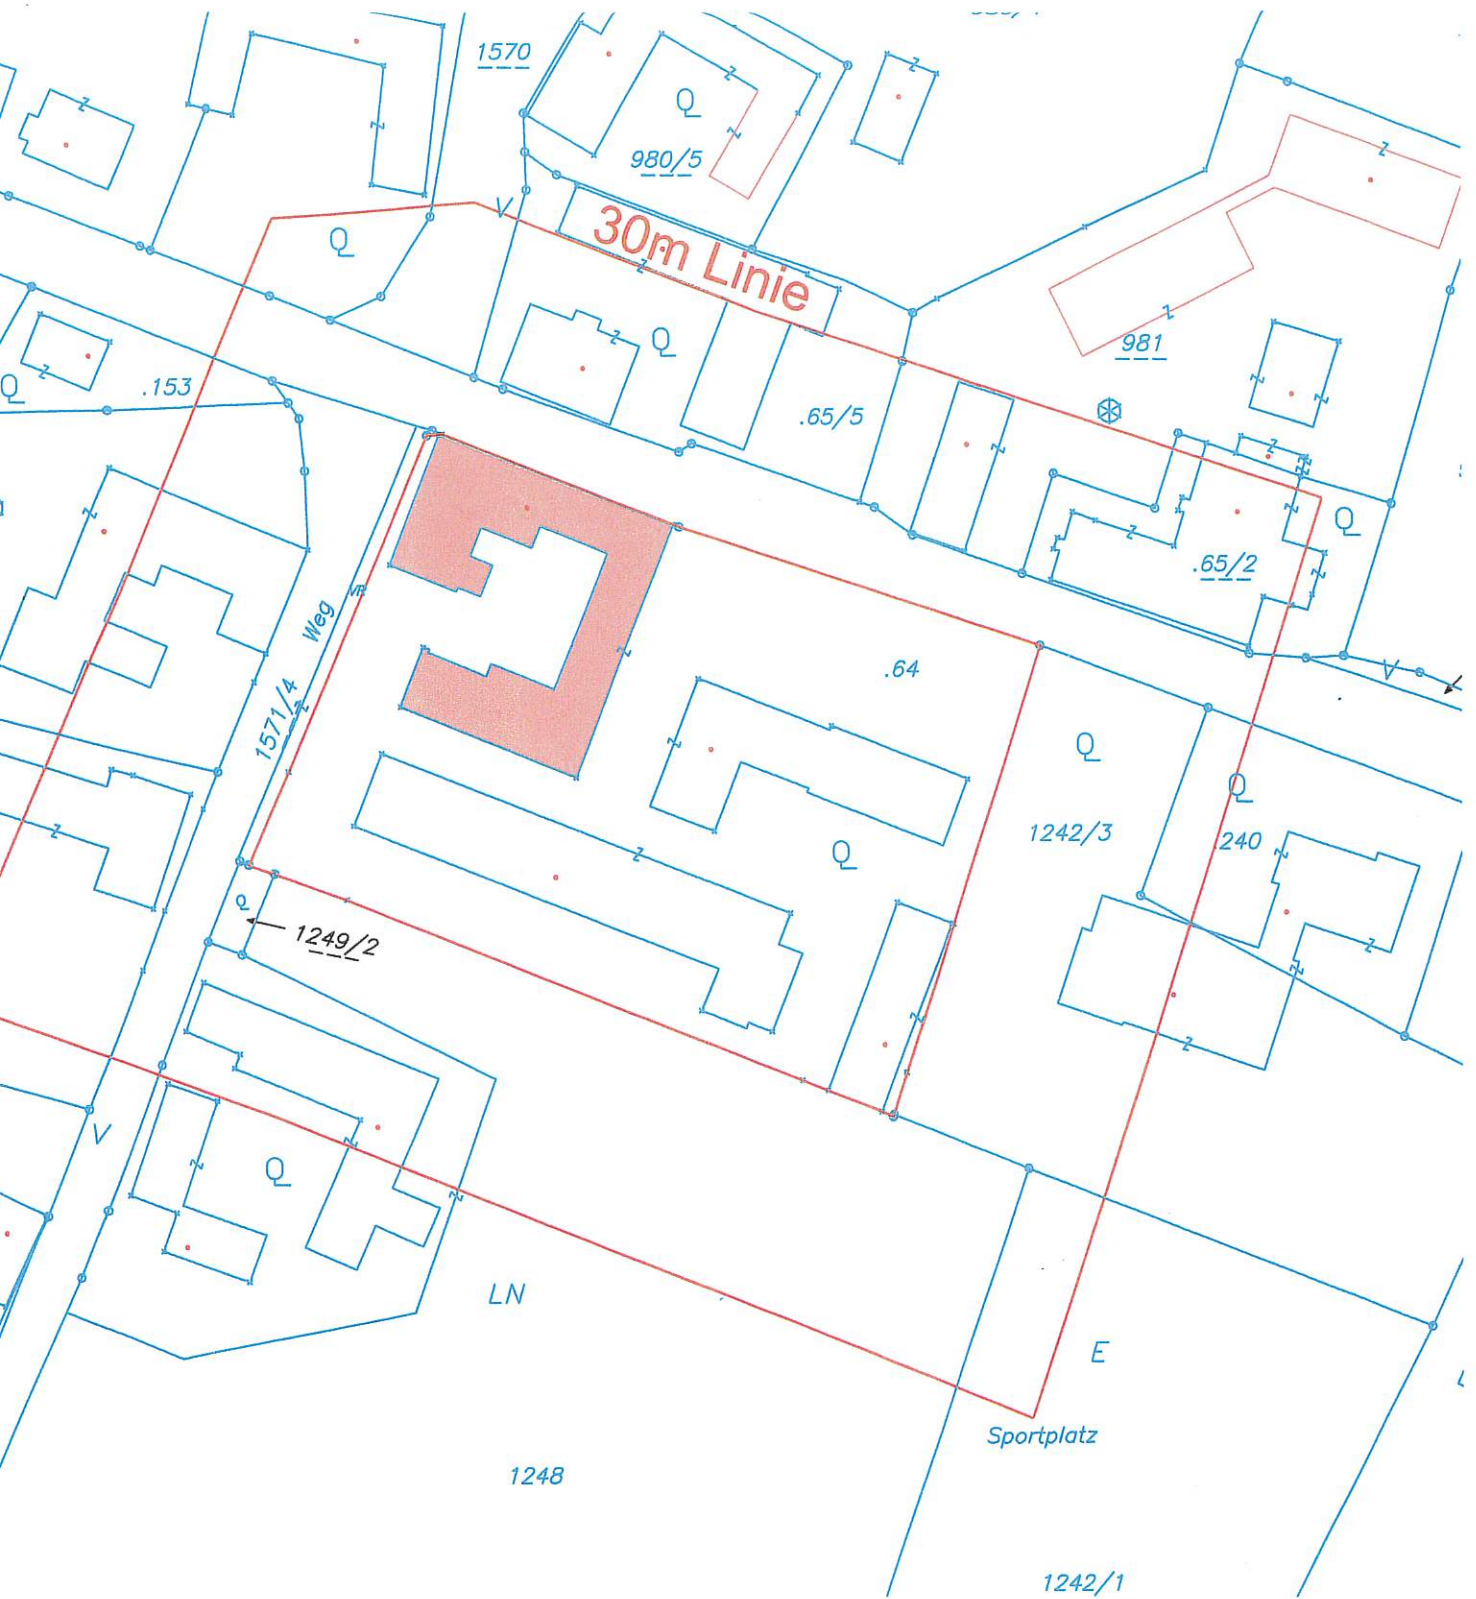 1570
Q
980/5
V
Q
30m Linie
Q
981
Q
.153
.65/5
Q
.65/2
Weg
.64
V
1571/4
Q
Q
1242/3
240
Q
Q
1249/2
V
Q
LN
E
Sportplatz
1248
1242/1